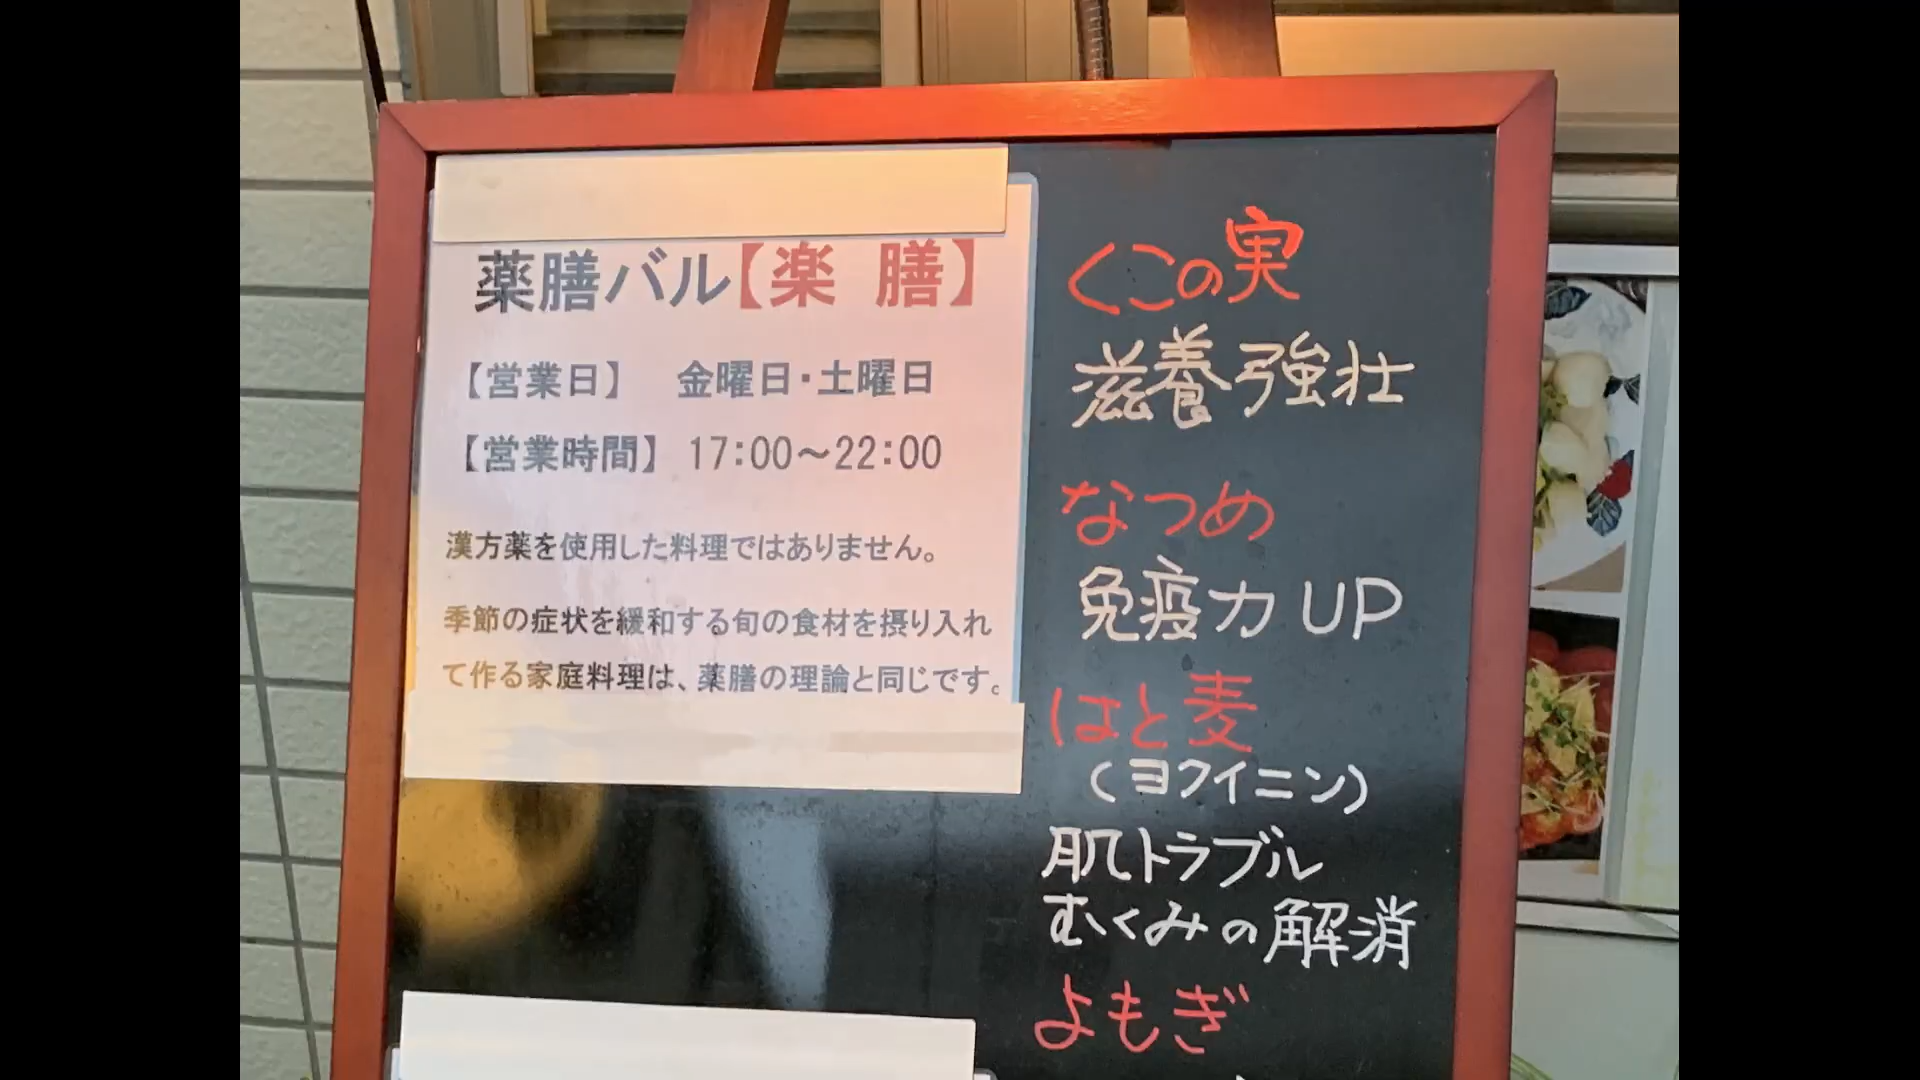 薬膳バル【楽 膳】
【営業日】 金曜日・土曜日
【営業時間】 17:00～22:00
漢方薬を使用した料理ではありません。
季節の症状を緩和する旬の食材を摂り入れ
て作る家庭料理は、薬膳の理論と同じです。
くこの実
滋養強壮
なつめ
免疫力UP
はと麦
(ヨクイニン)
肌トラブル
むくみの解消
よもぎ